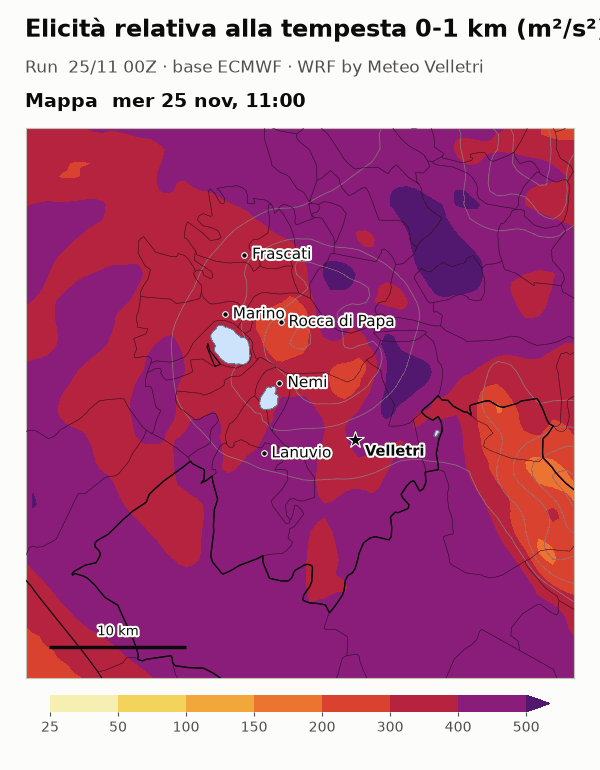 Elicità relativa alla tempesta 0-1 km (m²/s²)
Run  25/11 00Z · base ECMWF · WRF by Meteo Velletri
Mappa  mer 25 nov, 11:00
Frascati
Marino
Rocca di Papa
Nemi
Velletri
Lanuvio
10 km
25 50 100 150 200 300 400 500